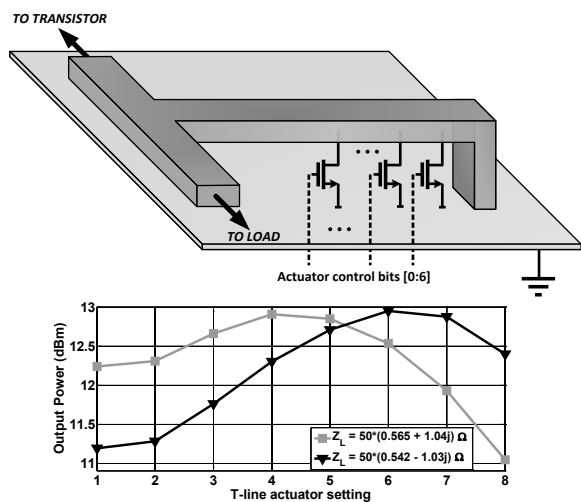 TO TRANSISTOR
TO LOAD
Actuator control bits [0:6]
Output Power (dBm)
13
12.5
12
11.5
11
1 2 3 4 5 6 7 8
T-line actuator setting
Z_L = 50*(0.565 + 1.04j) Ω
Z_L = 50*(0.542 - 1.03j) Ω